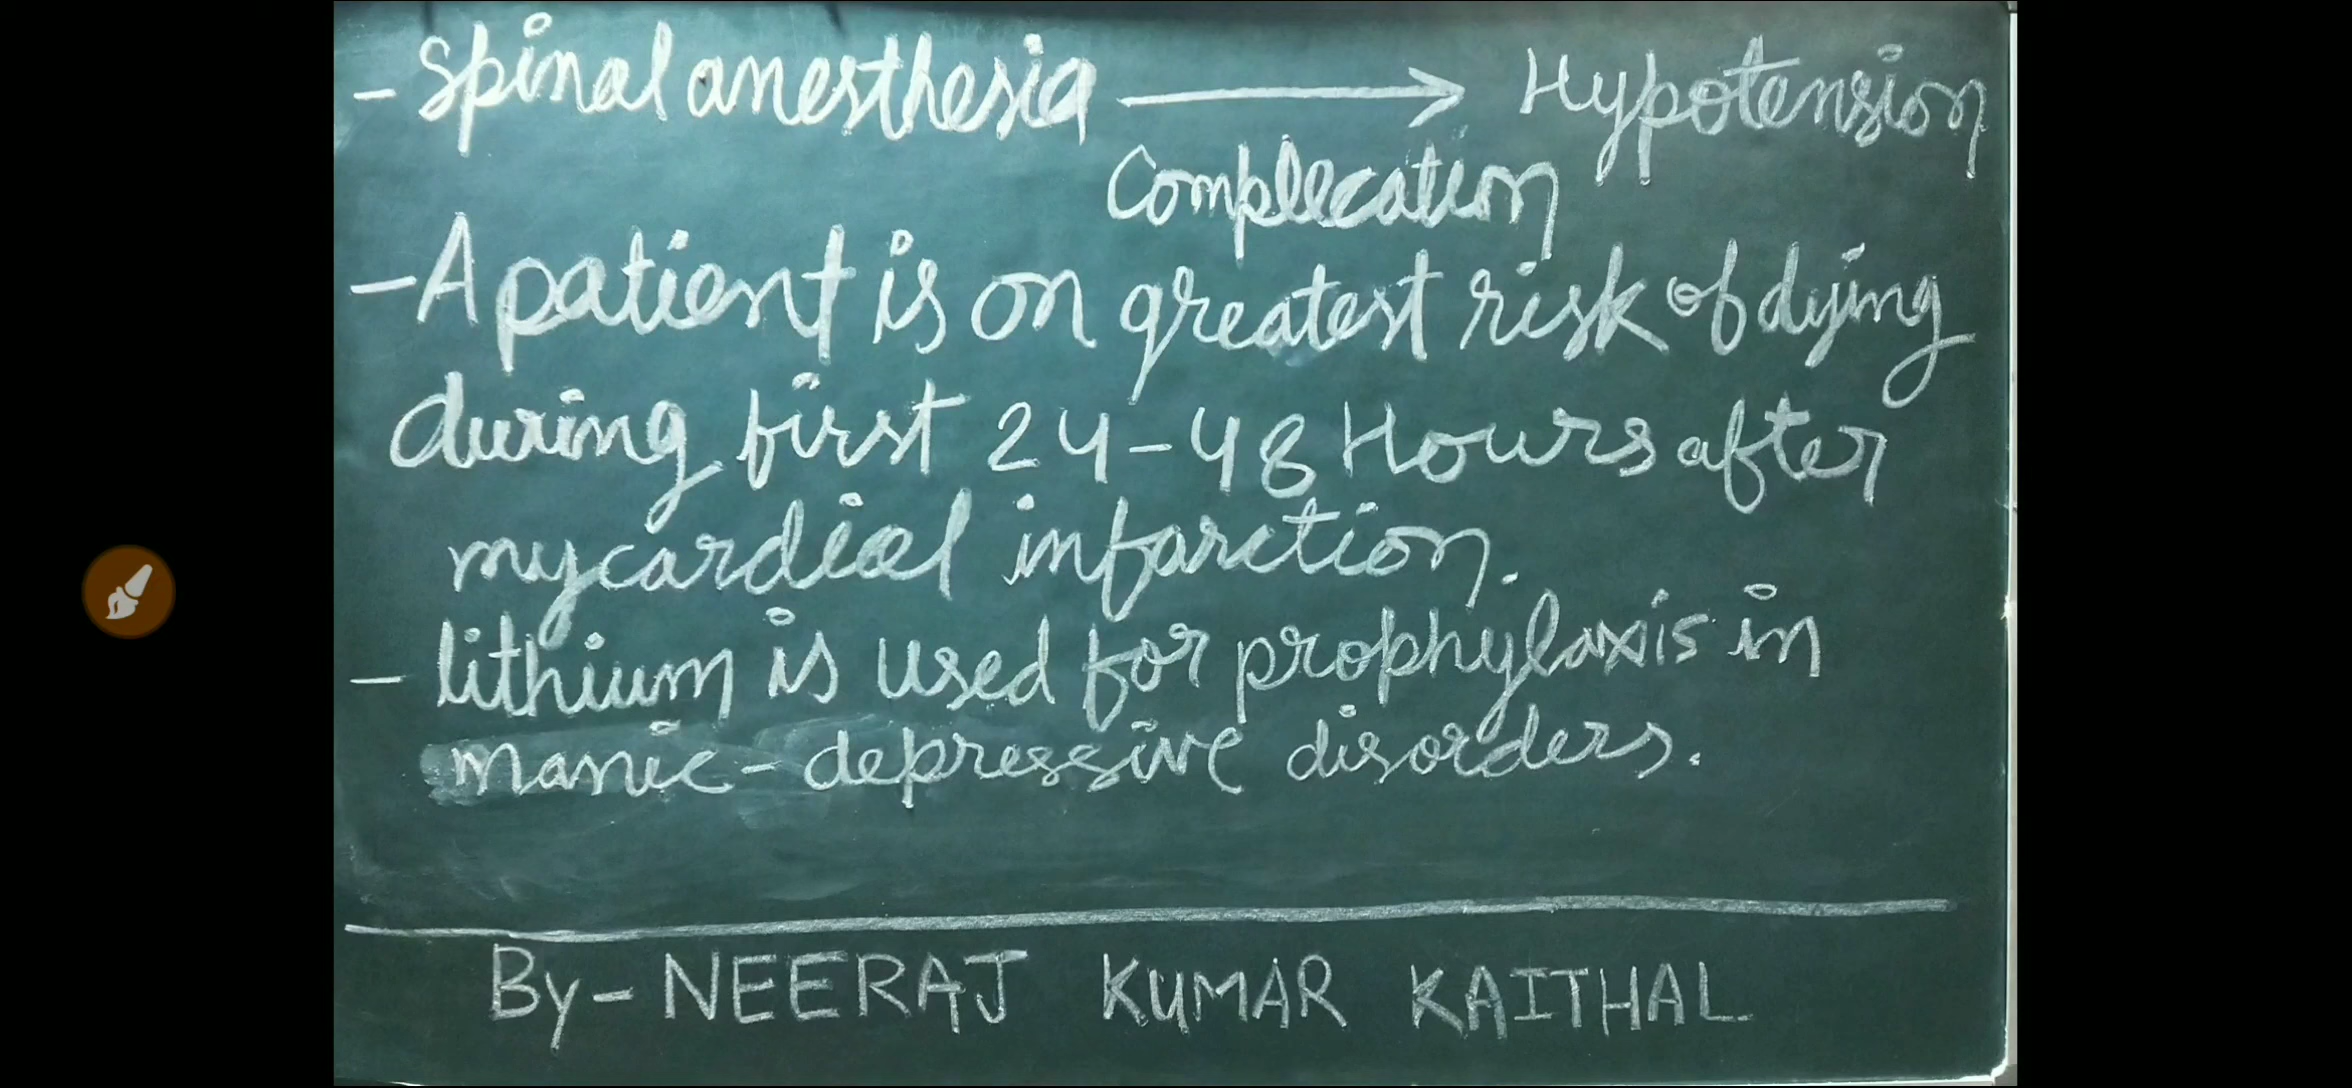 - Spinal anesthesia ⟶ Hypotension
Complecation
- A patient is on greatest risk of dying
during first 24-48 Hours after
mycardial infarction.
- lithium is used for prophylaxis in
manic-depressive disorders.
By- NEERAJ KUMAR KAITHAL